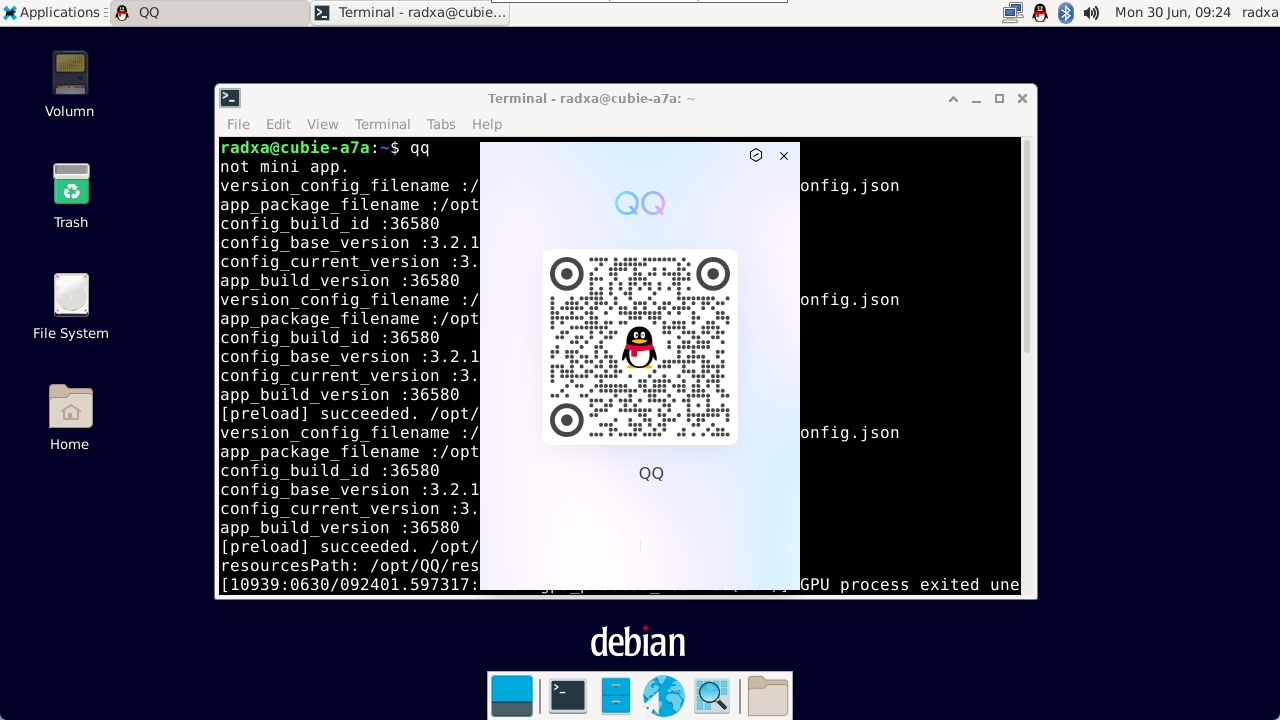 Applications
QQ
Terminal - radxa@cubie...
Mon 30 Jun, 09:24
radxa
Volumn
Trash
File System
Home
Terminal - radxa@cubie-a7a: ~
File Edit View Terminal Tabs Help
radxa@cubie-a7a:~$ qq
not mini app.
version_config_filename :/ onfig.json
app_package_filename :/opt
config_build_id :36580
config_base_version :3.2.1
config_current_version :3.
app_build_version :36580
version_config_filename :/ onfig.json
app_package_filename :/opt
config_build_id :36580
config_base_version :3.2.1
config_current_version :3.
app_build_version :36580
[preload] succeeded. /opt/
version_config_filename :/ onfig.json
app_package_filename :/opt
config_build_id :36580
config_base_version :3.2.1
config_current_version :3.
app_build_version :36580
[preload] succeeded. /opt/
resourcesPath: /opt/QQ/res
[10939:0630/092401.597317: GPU process exited une
QQ
QQ
debian